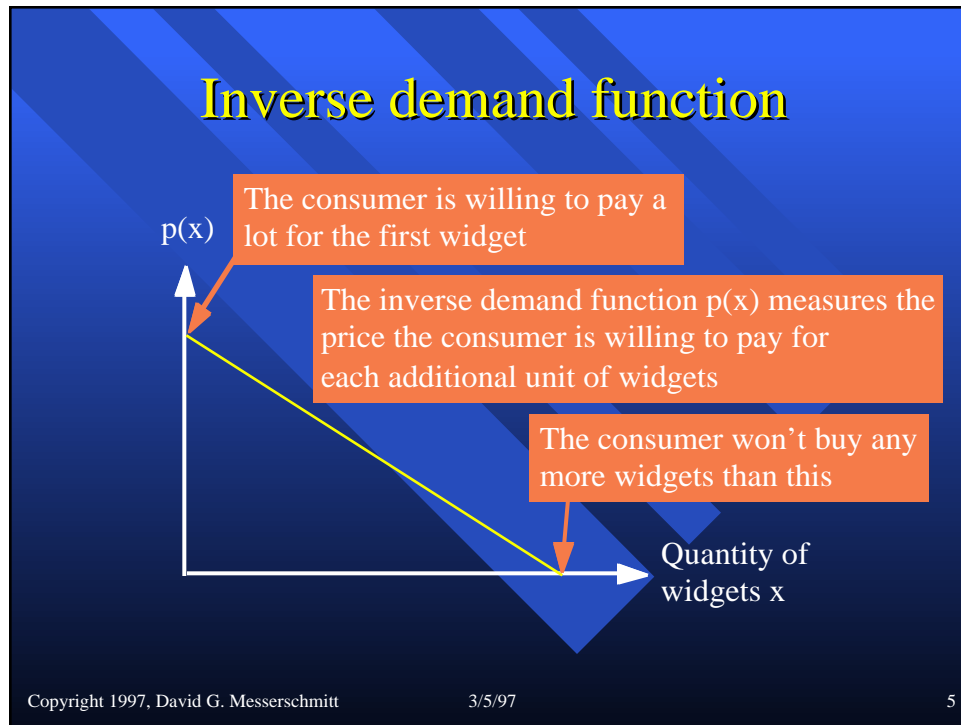 Inverse demand function
The consumer is willing to pay a
lot for the first widget
p(x)
The inverse demand function p(x) measures the
price the consumer is willing to pay for
each additional unit of widgets
The consumer won’t buy any
more widgets than this
Quantity of
widgets x
Copyright 1997, David G. Messerschmitt 3/5/97 5